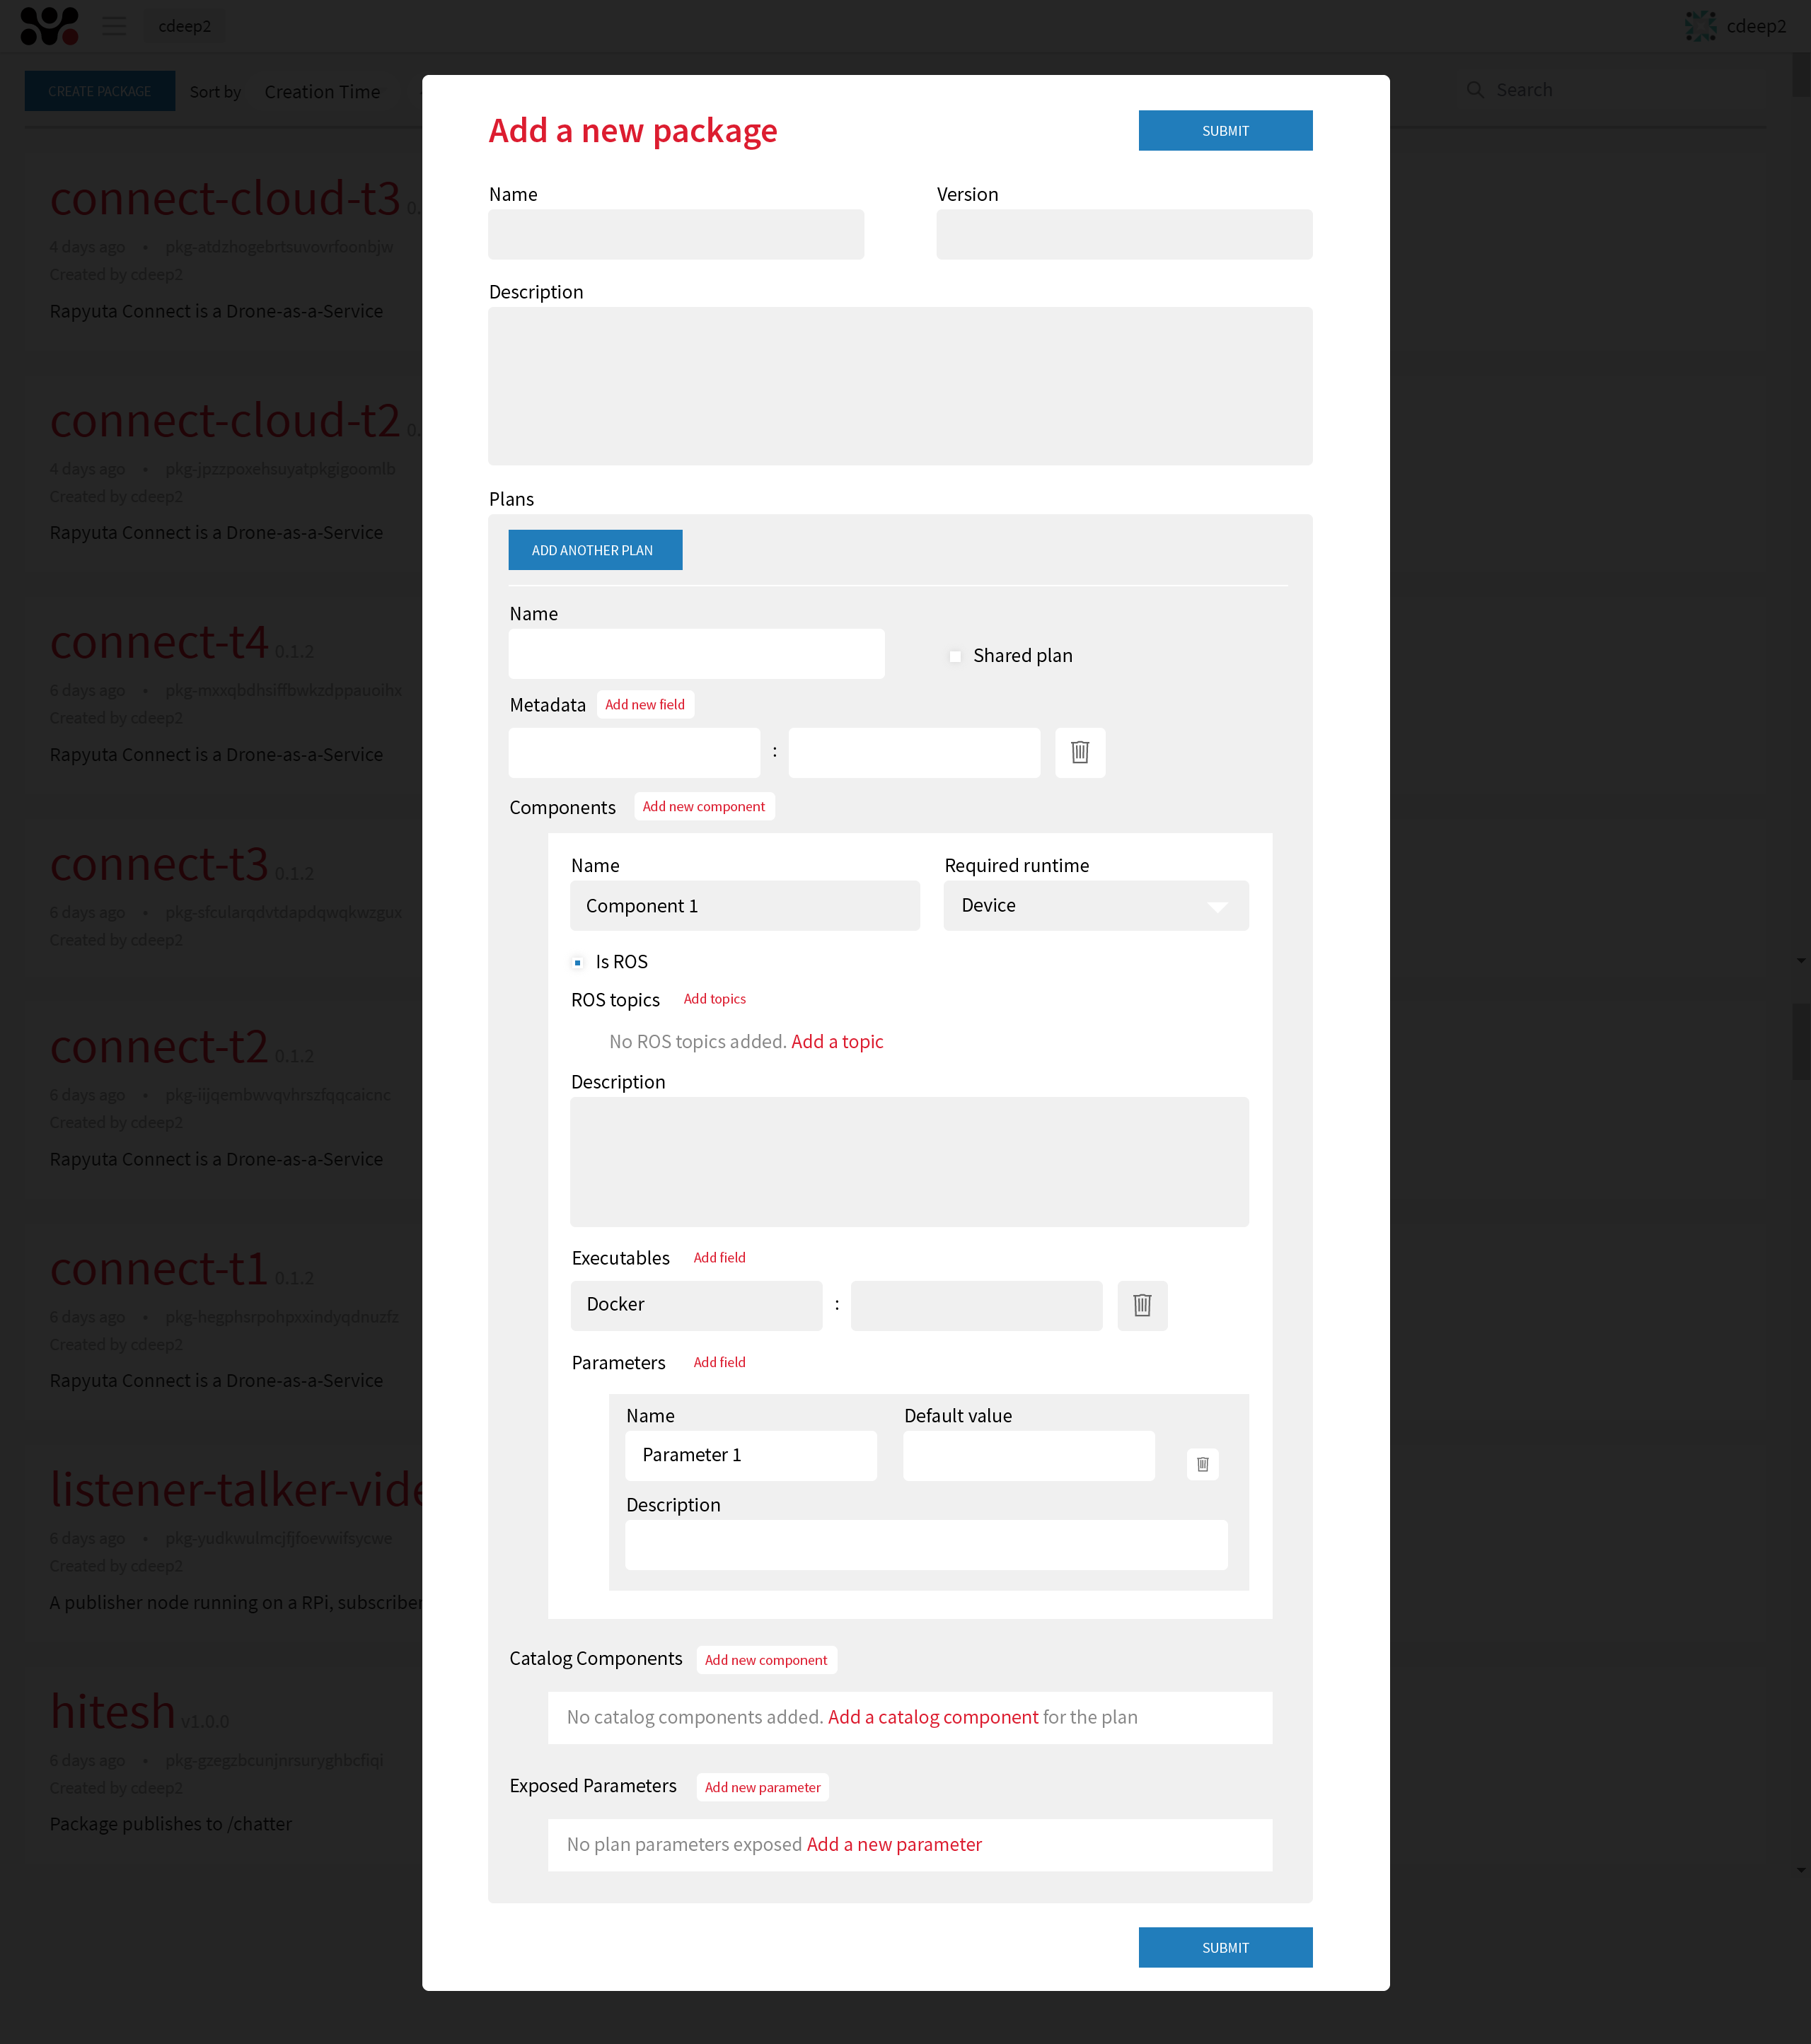 cdeep2
cdeep2
CREATE PACKAGE
Sort by
Creation Time
Search
connect-cloud-t3 0.
4 days ago • pkg-atdzhogebrtsuvovrfoonbjw
Created by cdeep2
Rapyuta Connect is a Drone-as-a-Service
connect-cloud-t2 0.
4 days ago • pkg-jpzzpoxehsuyatpkgigoomlb
Created by cdeep2
Rapyuta Connect is a Drone-as-a-Service
connect-t4 0.1.2
6 days ago • pkg-mxxqbdhsiffbwkzdppauoihx
Created by cdeep2
Rapyuta Connect is a Drone-as-a-Service
connect-t3 0.1.2
6 days ago • pkg-sfcularqdvtdapdqwqkwzgux
Created by cdeep2
connect-t2 0.1.2
6 days ago • pkg-iijqembwvqvhrszfqqcaicnc
Created by cdeep2
Rapyuta Connect is a Drone-as-a-Service
connect-t1 0.1.2
6 days ago • pkg-hegphsrpohpxxindyqdnuzfz
Created by cdeep2
Rapyuta Connect is a Drone-as-a-Service
listener-talker-vide
6 days ago • pkg-yudkwulmcjfjfoevwifsycwe
Created by cdeep2
A publisher node running on a RPi, subscriber
hitesh v1.0.0
6 days ago • pkg-gzegzbcunjnrsuryghbcfiqi
Created by cdeep2
Package publishes to /chatter
Add a new package
SUBMIT
Name
Version
Description
Plans
ADD ANOTHER PLAN
Name
Shared plan
Metadata Add new field
:
Components Add new component
Name
Required runtime
Component 1
Device
Is ROS
ROS topics Add topics
No ROS topics added. Add a topic
Description
Executables Add field
Docker :
Parameters Add field
Name
Default value
Parameter 1
Description
Catalog Components Add new component
No catalog components added. Add a catalog component for the plan
Exposed Parameters Add new parameter
No plan parameters exposed Add a new parameter
SUBMIT